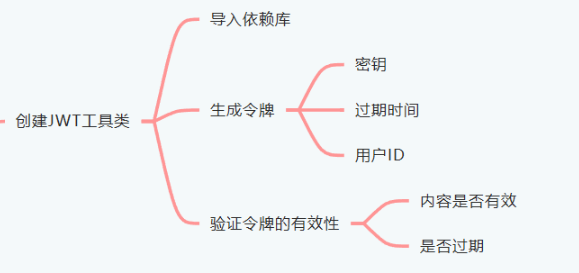 导入依赖库
密钥
创建JWT工具类
生成令牌
过期时间
用户ID
验证令牌的有效性
内容是否有效
是否过期